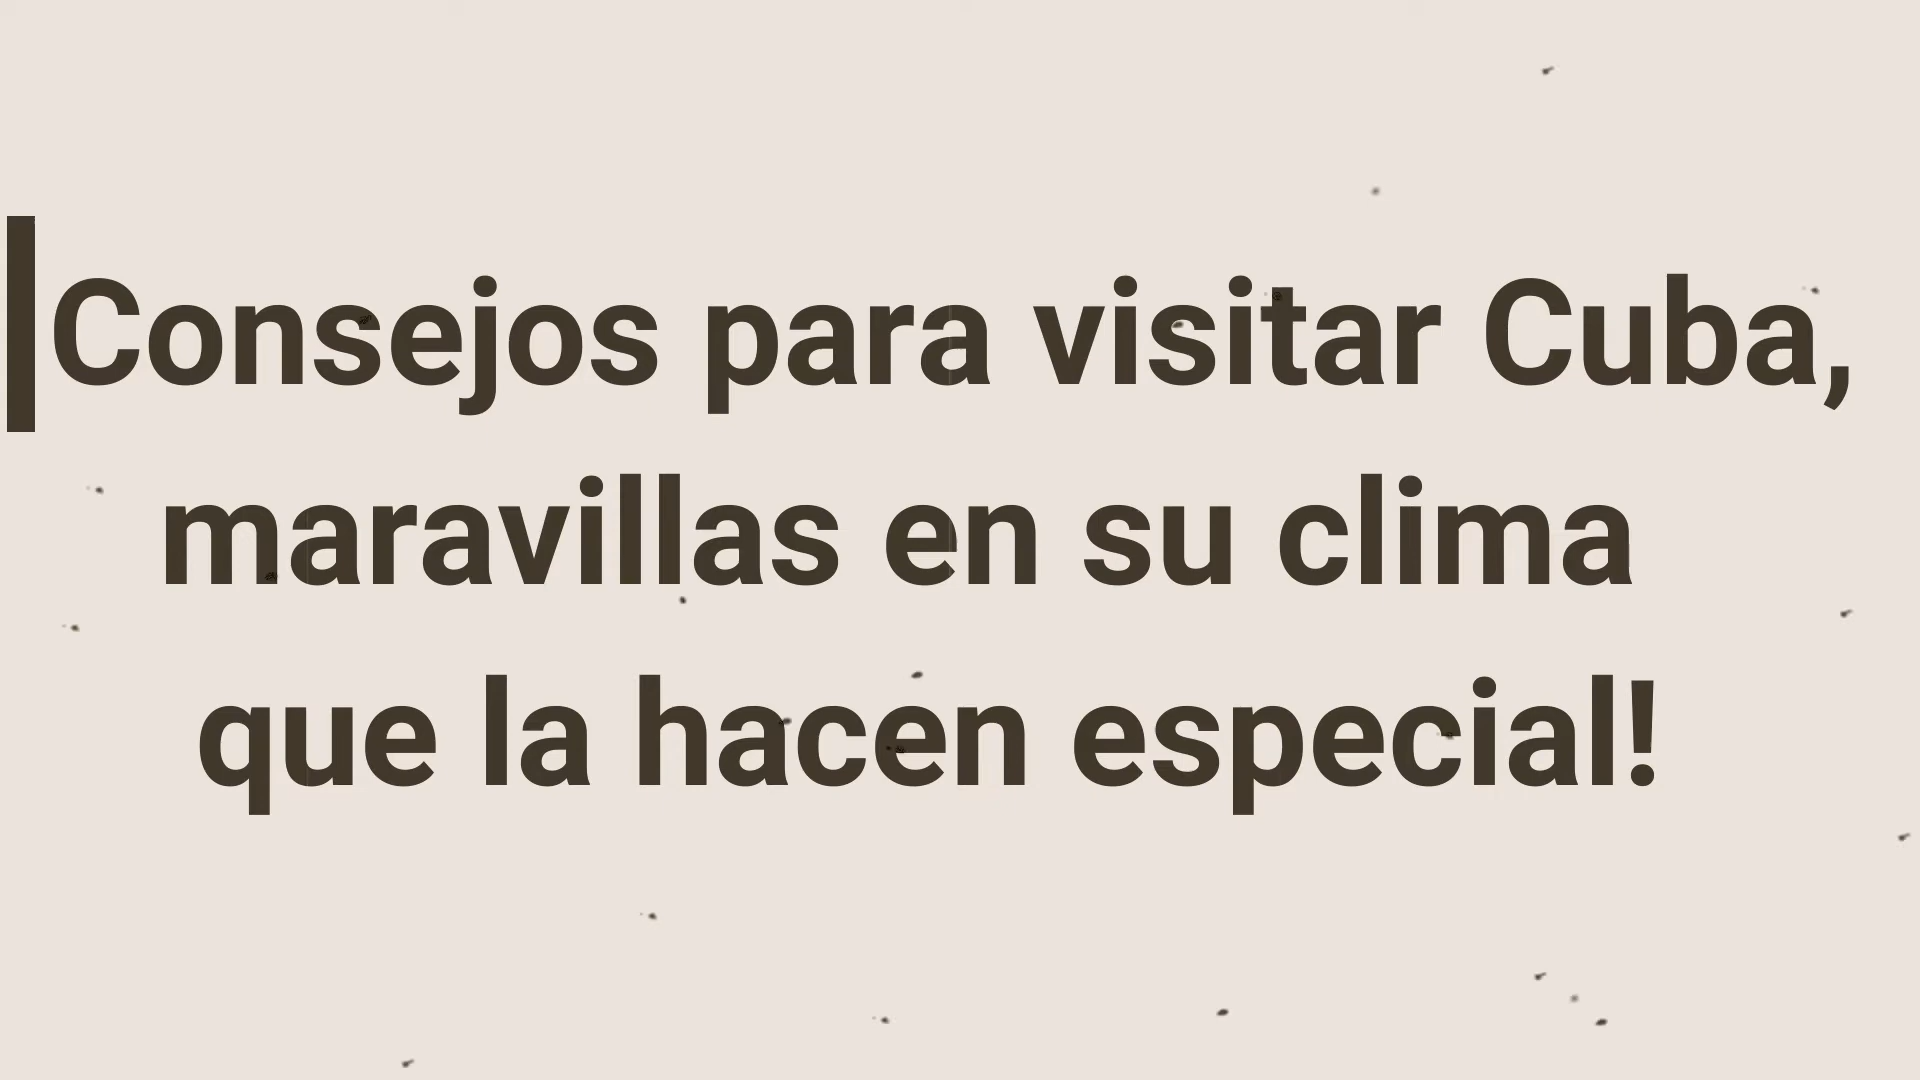 Consejos para visitar Cuba,
maravillas en su clima
que la hacen especial!